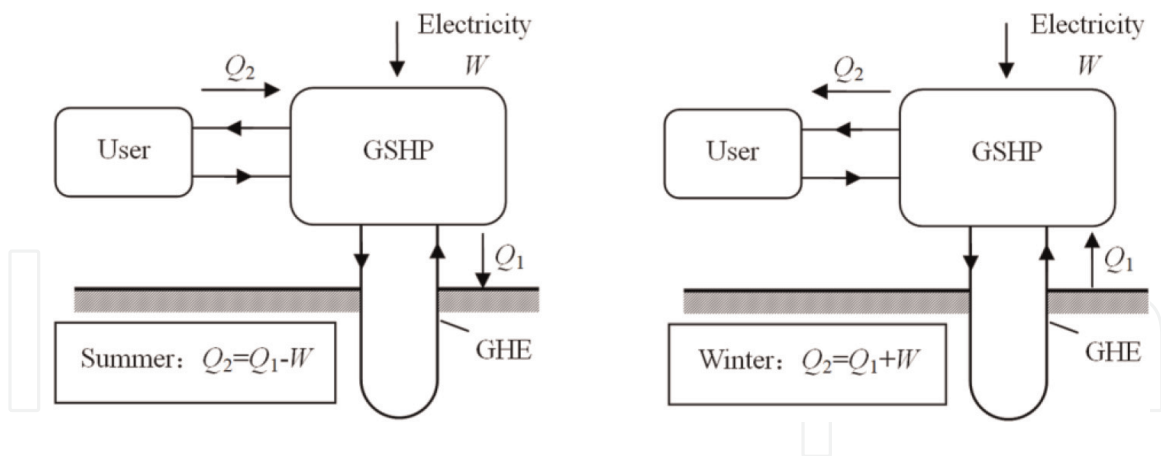 Electricity
W
Q2
User
GSHP
Q1
GHE
Summer: Q2=Q1-W
Electricity
W
Q2
User
GSHP
Q1
GHE
Winter: Q2=Q1+W